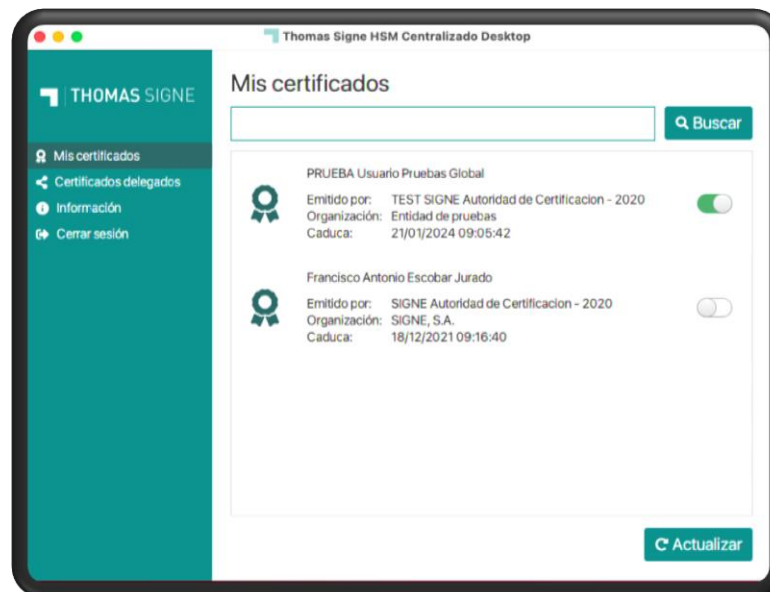 Thomas Signe HSM Centralizado Desktop
THOMAS SIGNE
Mis certificados
Certificados delegados
Información
Cerrar sesión
Mis certificados
Buscar
PRUEBA Usuario Pruebas Global
Emitido por: TEST SIGNE Autoridad de Certificacion - 2020
Organización: Entidad de pruebas
Caduca: 21/01/2024 09:05:42
Francisco Antonio Escobar Jurado
Emitido por: SIGNE Autoridad de Certificacion - 2020
Organización: SIGNE, S.A.
Caduca: 18/12/2021 09:16:40
Actualizar